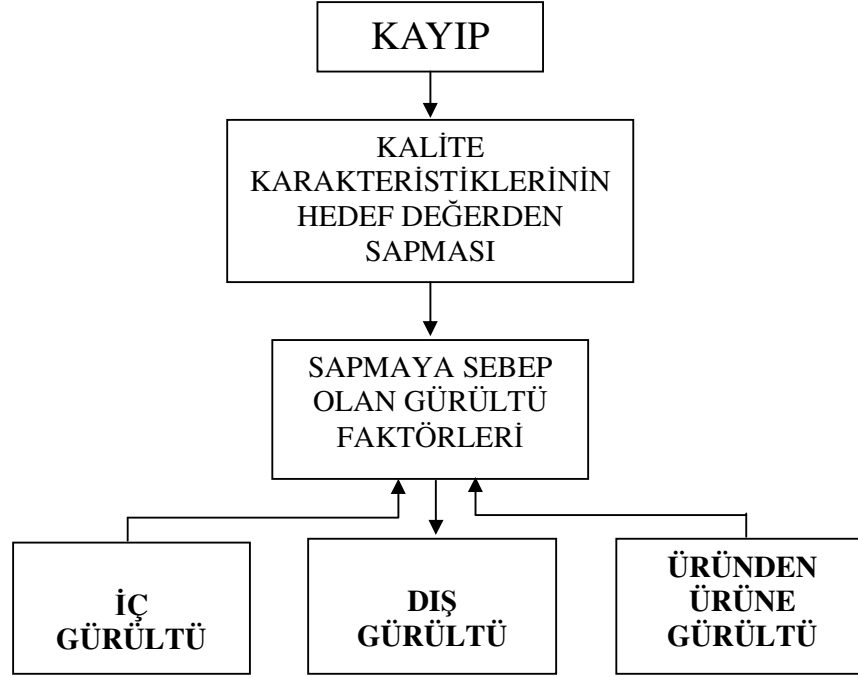 KAYIP
KALİTE
KARAKTERİSTİKLERİNİN
HEDEF DEĞERDEN
SAPMASI
SAPMAYA SEBEP
OLAN GÜRÜLTÜ
FAKTÖRLERİ
İÇ
GÜRÜLTÜ
DIŞ
GÜRÜLTÜ
ÜRÜNDEN
ÜRÜNE
GÜRÜLTÜ